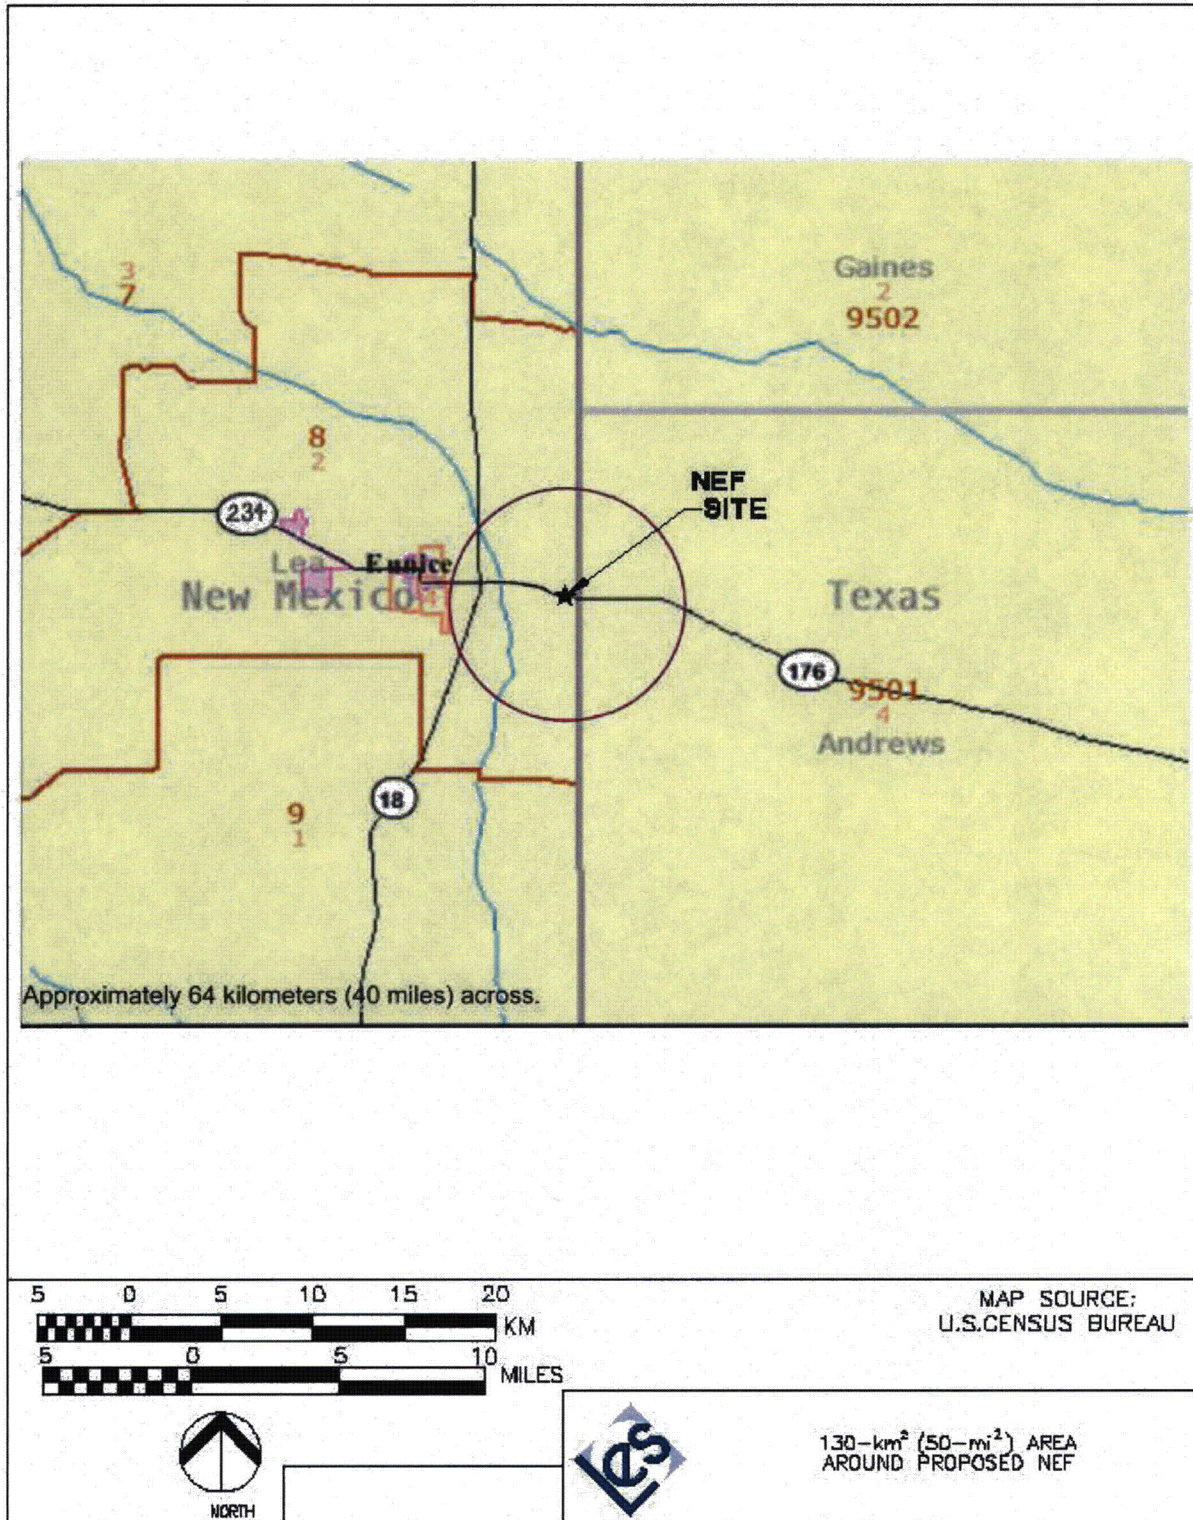 3
7
Gaines
2
9502
8
2
NEF
SITE
234
Lea
Eunice
New Mexico
4
Texas
176
9501
4
Andrews
18
9
1
Approximately 64 kilometers (40 miles) across.
5 0 5 10 15 20
KM
5 0 5 10
MILES
MAP SOURCE:
U.S.CENSUS BUREAU
NORTH
Les
130-km² (50-mi²) AREA
AROUND PROPOSED NEF